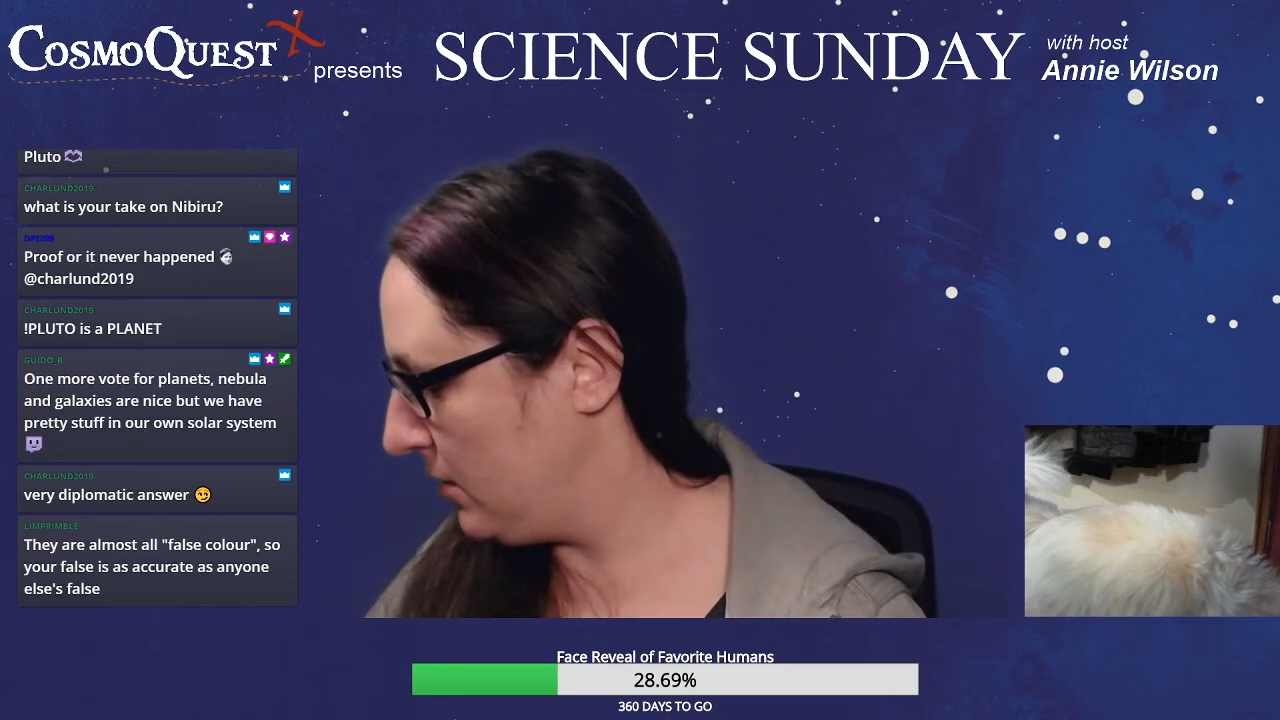 CosmoQuest X
presents
SCIENCE SUNDAY
with host
Annie Wilson
Pluto
CHARLUND2019
what is your take on Nibiru?
DPI209
Proof or it never happened
@charlund2019
CHARLUND2019
!PLUTO is a PLANET
GUIDO_B
One more vote for planets, nebula
and galaxies are nice but we have
pretty stuff in our own solar system
CHARLUND2019
very diplomatic answer
LIMPRIMBLE
They are almost all "false colour", so
your false is as accurate as anyone
else's false
Face Reveal of Favorite Humans
28.69%
360 DAYS TO GO